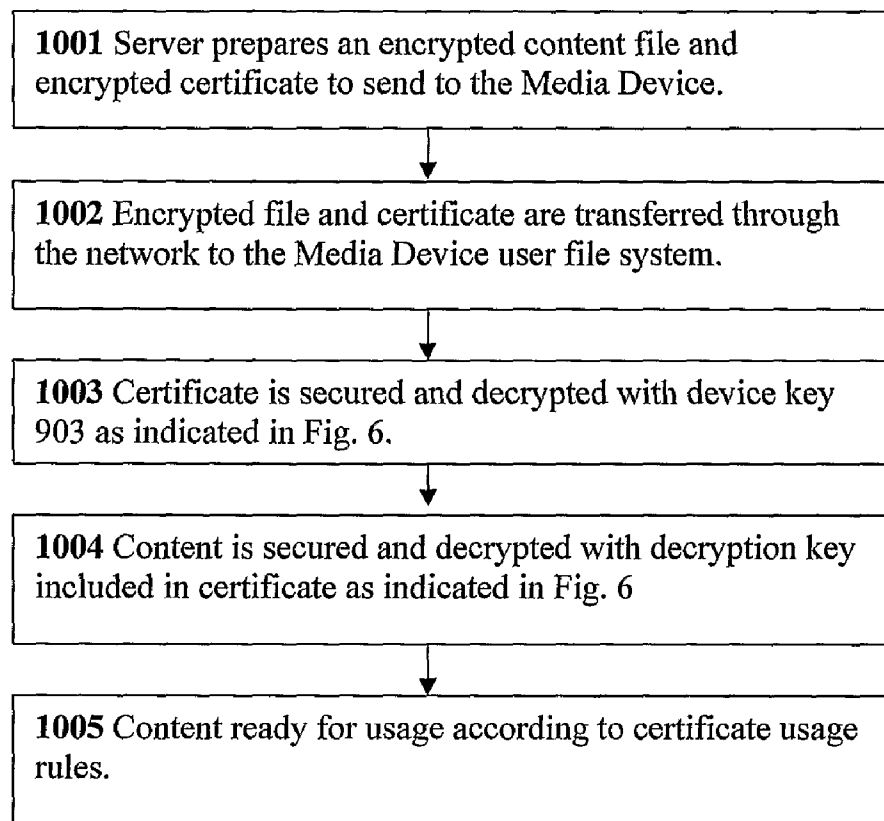 1001 Server prepares an encrypted content file and
encrypted certificate to send to the Media Device.
1002 Encrypted file and certificate are transferred through
the network to the Media Device user file system.
1003 Certificate is secured and decrypted with device key
903 as indicated in Fig. 6.
1004 Content is secured and decrypted with decryption key
included in certificate as indicated in Fig. 6
1005 Content ready for usage according to certificate usage
rules.